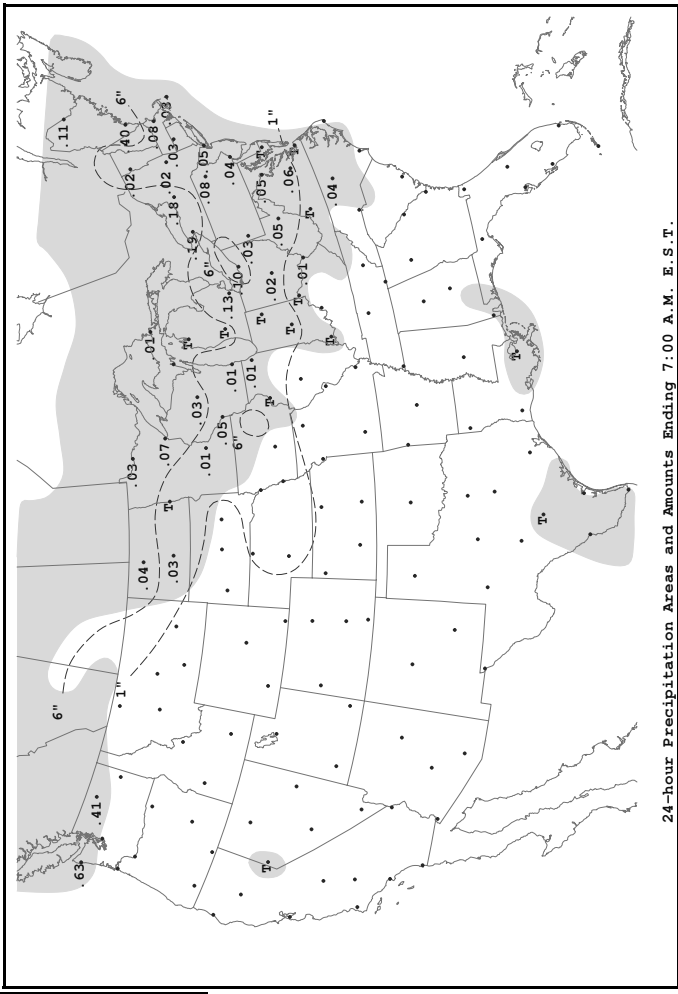 6"
.11
.63
.41
1"
6"
.40
.02
.03
.04
.01
.08
.07
.02
.03
T
.03
.18
.03
T
.19
.03
.01
.08
.05
6"
.05
T
.13
.04
.01
6"
.10
.03
.01
T
.05
T
T
T
.02
1"
.05
.06
T
T
T
.01
T
T
.04
T
T
24-hour Precipitation Areas and Amounts Ending 7:00 A.M. E.S.T.